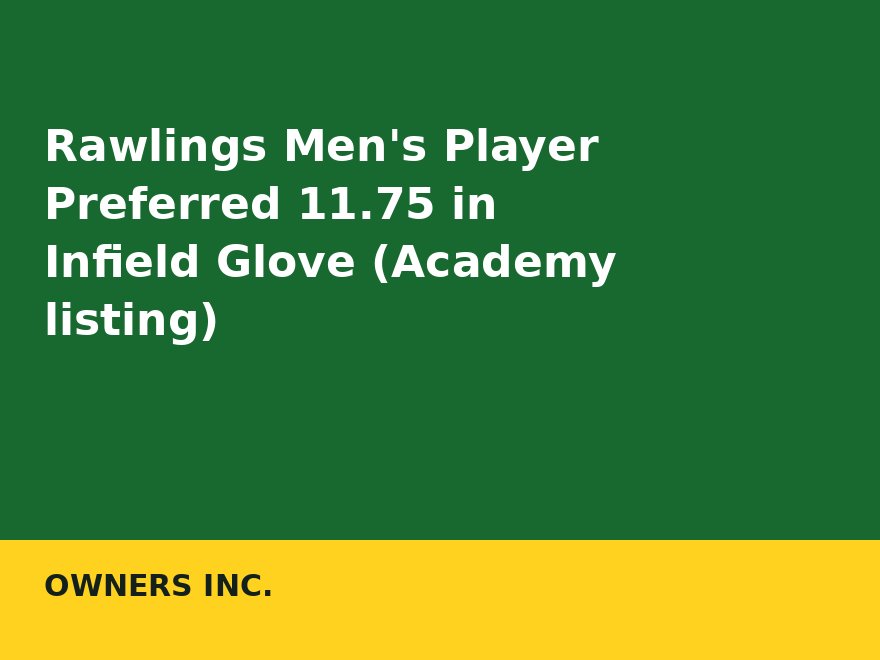 Rawlings Men's Player
Preferred 11.75 in
Infield Glove (Academy
listing)
OWNERS INC.